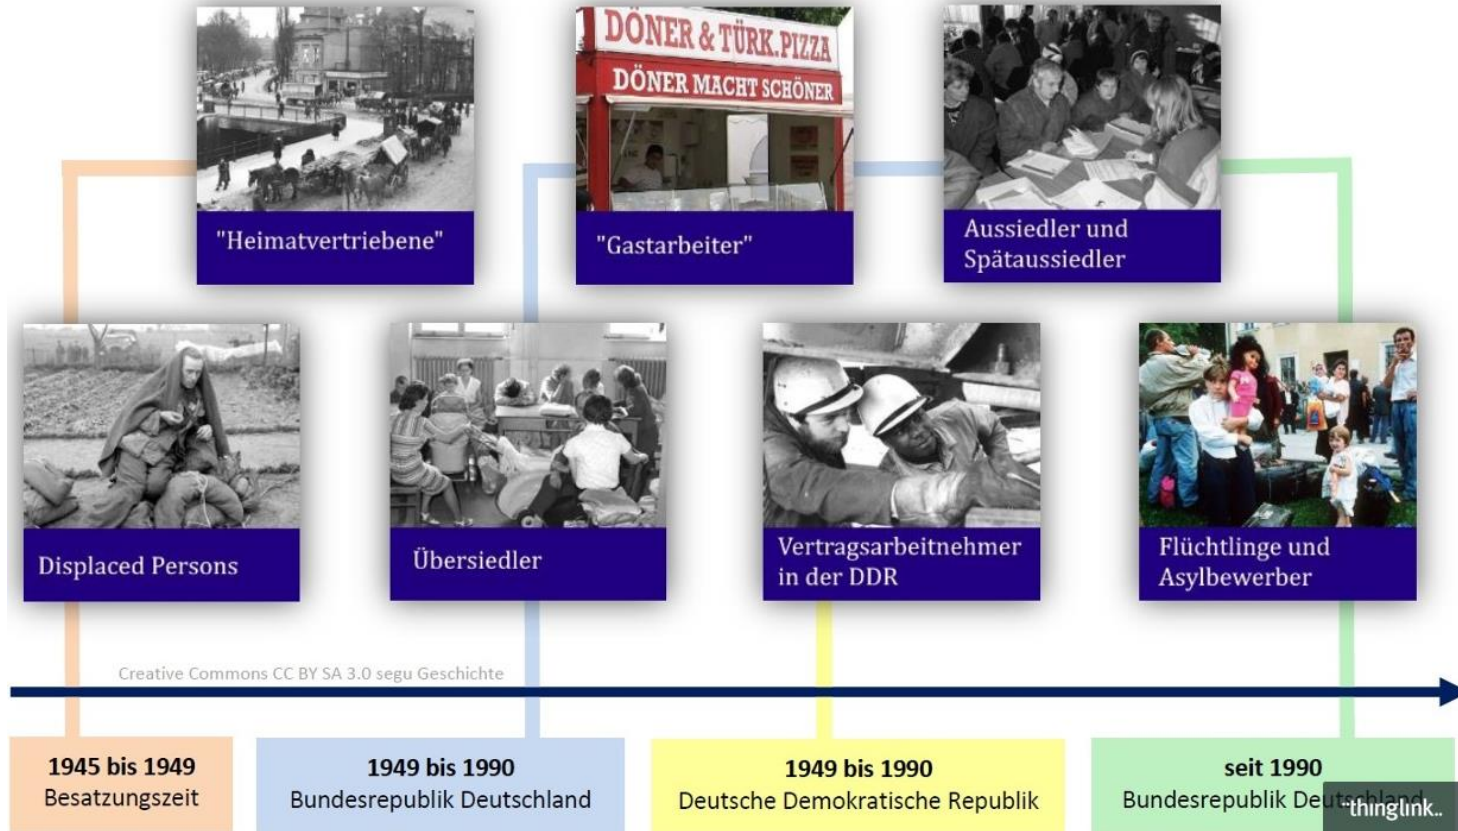 DÖNER & TÜRK.PIZZA
DÖNER MACHT SCHÖNER
"Heimatvertriebene"
"Gastarbeiter"
Aussiedler und
Spätaussiedler
Displaced Persons
Übersiedler
Vertragsarbeitnehmer
in der DDR
Flüchtlinge und
Asylbewerber
Creative Commons CC BY SA 3.0 segu Geschichte
1945 bis 1949
Besatzungszeit
1949 bis 1990
Bundesrepublik Deutschland
1949 bis 1990
Deutsche Demokratische Republik
seit 1990
Bundesrepublik Deutschland
"thinglink..